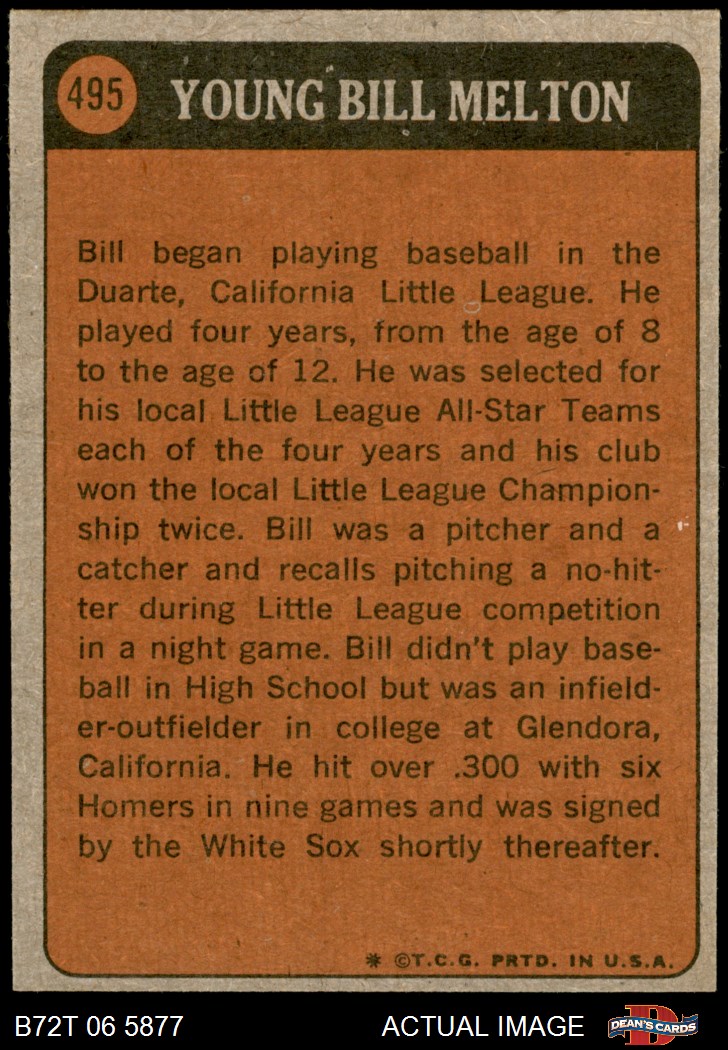 495 YOUNG BILL MELTON
Bill began playing baseball in the
Duarte, California Little League. He
played four years, from the age of 8
to the age of 12. He was selected for
his local Little League All-Star Teams
each of the four years and his club
won the local Little League Champion-
ship twice. Bill was a pitcher and a
catcher and recalls pitching a no-hit-
ter during Little League competition
in a night game. Bill didn't play base-
ball in High School but was an infield-
er-outfielder in college at Glendora,
California. He hit over .300 with six
Homers in nine games and was signed
by the White Sox shortly thereafter.
* ©T.C.G. PRTD. IN U.S.A.
B72T 06 5877 ACTUAL IMAGE D DEAN'S CARDS